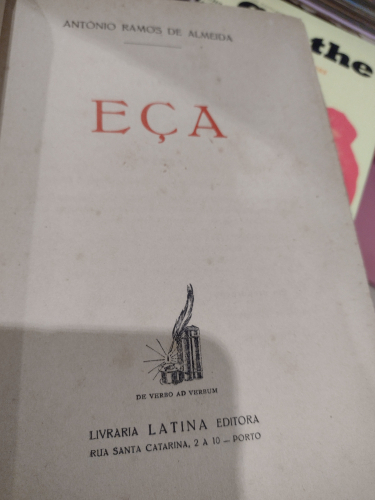 ANTÓNIO RAMOS DE ALMEIDA
EÇA
DE VERBO AD VERBUM
LIVRARIA LATINA EDITORA
RUA SANTA CATARINA, 2 A 10 — PORTO
the